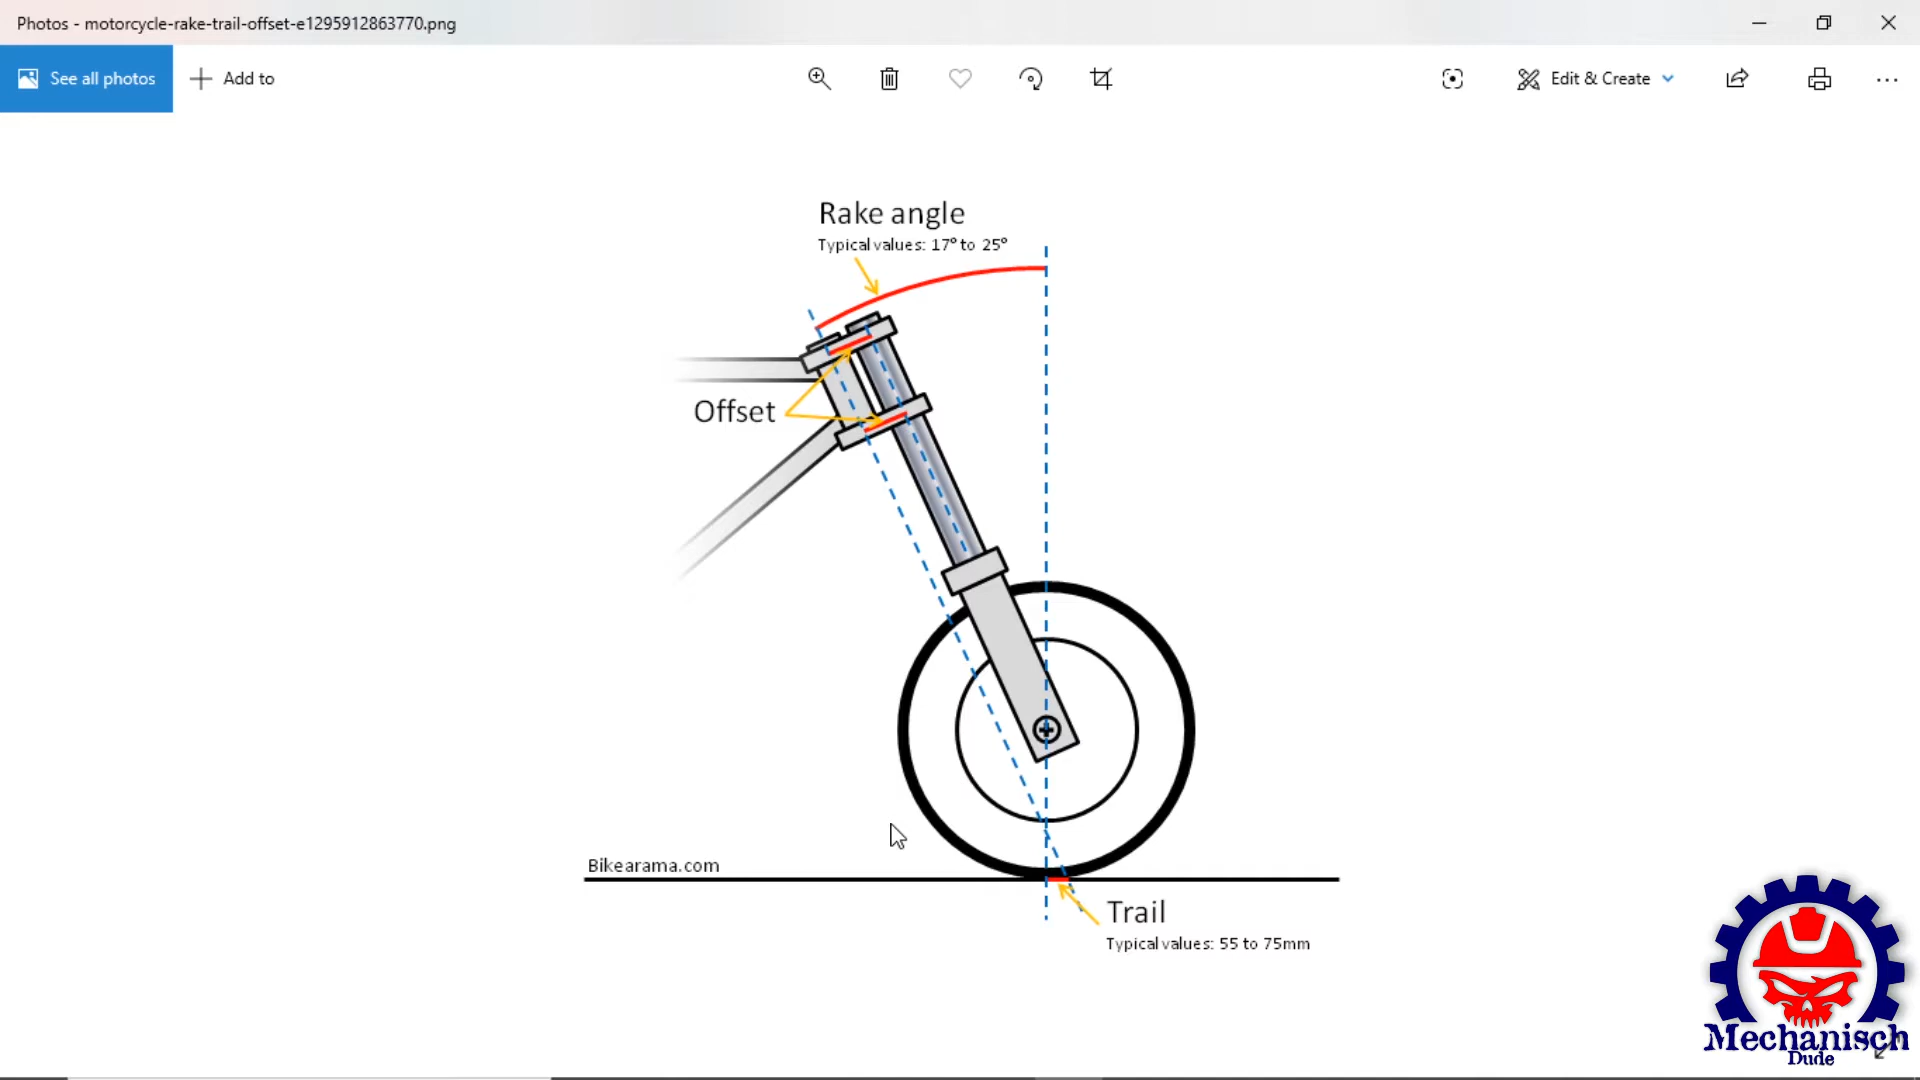 Photos - motorcycle-rake-trail-offset-e1295912863770.png
See all photos
Add to
Edit & Create
Rake angle
Typical values: 17° to 25°
Offset
Bikearama.com
Trail
Typical values: 55 to 75mm
Mechanisch
Dude